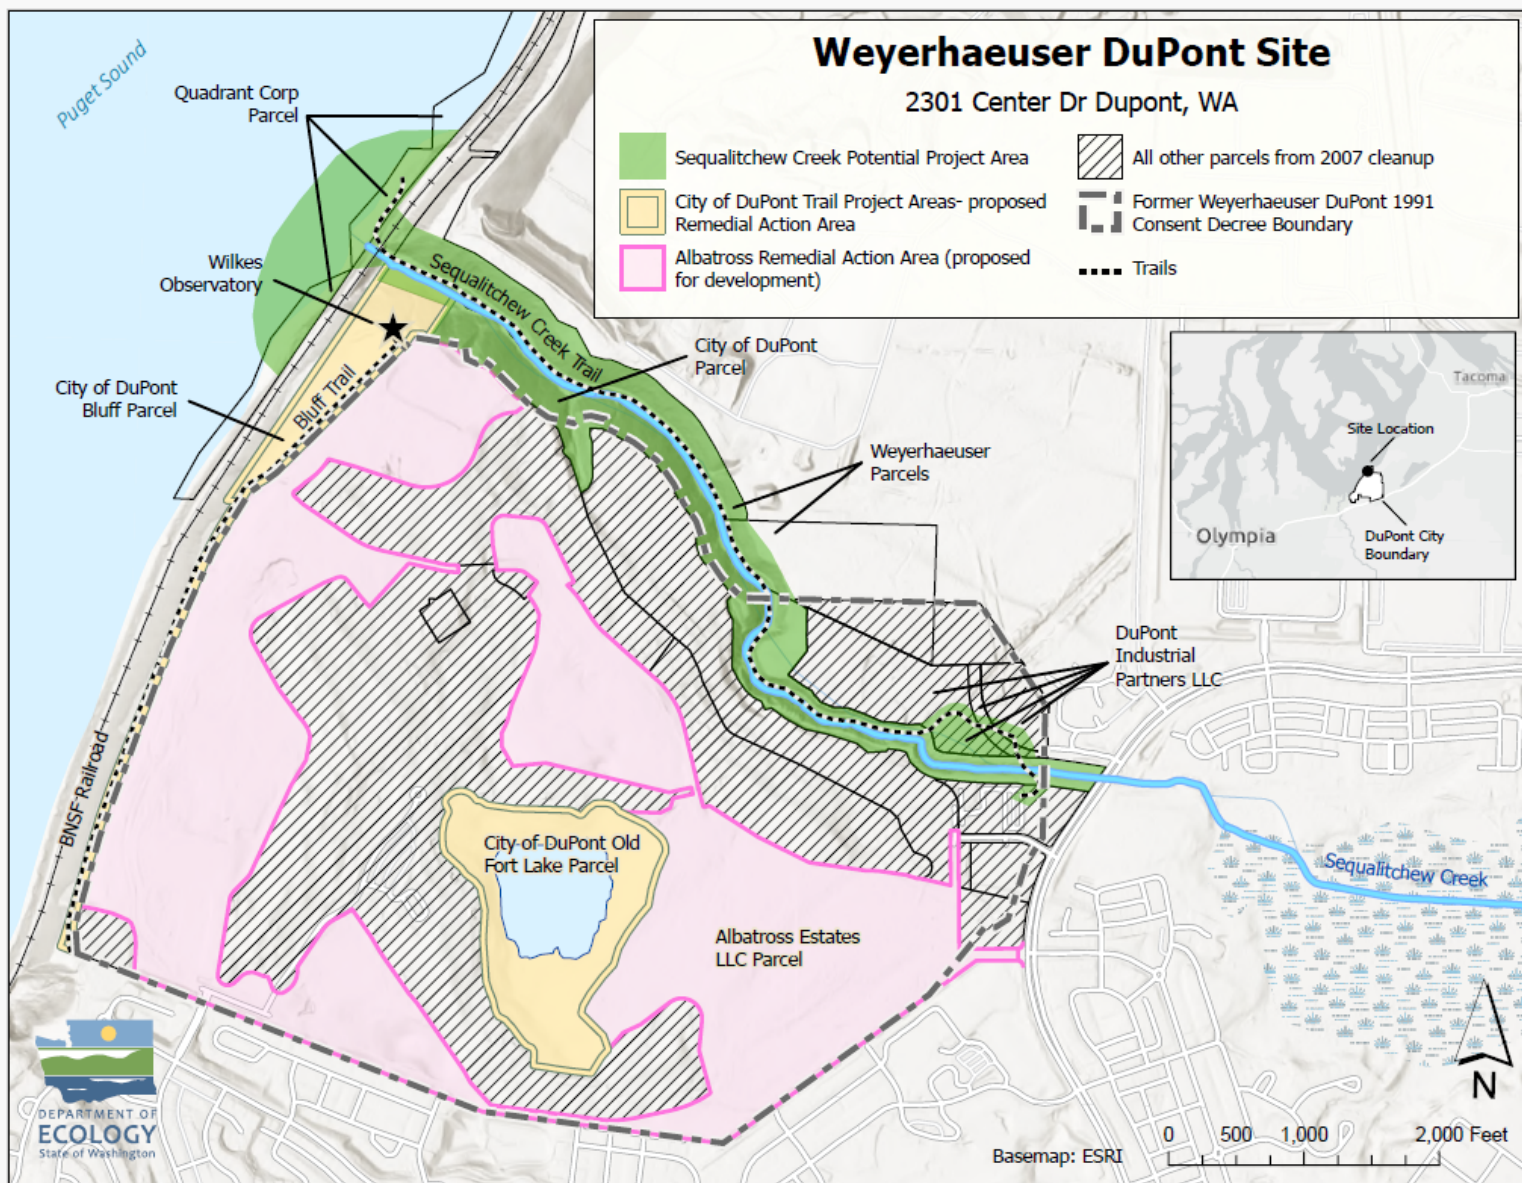 Weyerhaeuser DuPont Site
2301 Center Dr Dupont, WA
Sequalitchew Creek Potential Project Area
City of DuPont Trail Project Areas- proposed
Remedial Action Area
Albatross Remedial Action Area (proposed
for development)
All other parcels from 2007 cleanup
Former Weyerhaeuser DuPont 1991
Consent Decree Boundary
Trails
Puget Sound
Quadrant Corp
Parcel
Wilkes
Observatory
City of DuPont
Bluff Parcel
Bluff Trail
Sequalitchew Creek Trail
City of DuPont
Parcel
Weyerhaeuser
Parcels
Tacoma
Site Location
Olympia
DuPont City
Boundary
DuPont
Industrial
Partners LLC
BNSF Railroad
City of DuPont Old
Fort Lake Parcel
Sequalitchew Creek
Albatross Estates
LLC Parcel
DEPARTMENT OF
ECOLOGY
State of Washington
N
0 500 1,000 2,000 Feet
Basemap: ESRI